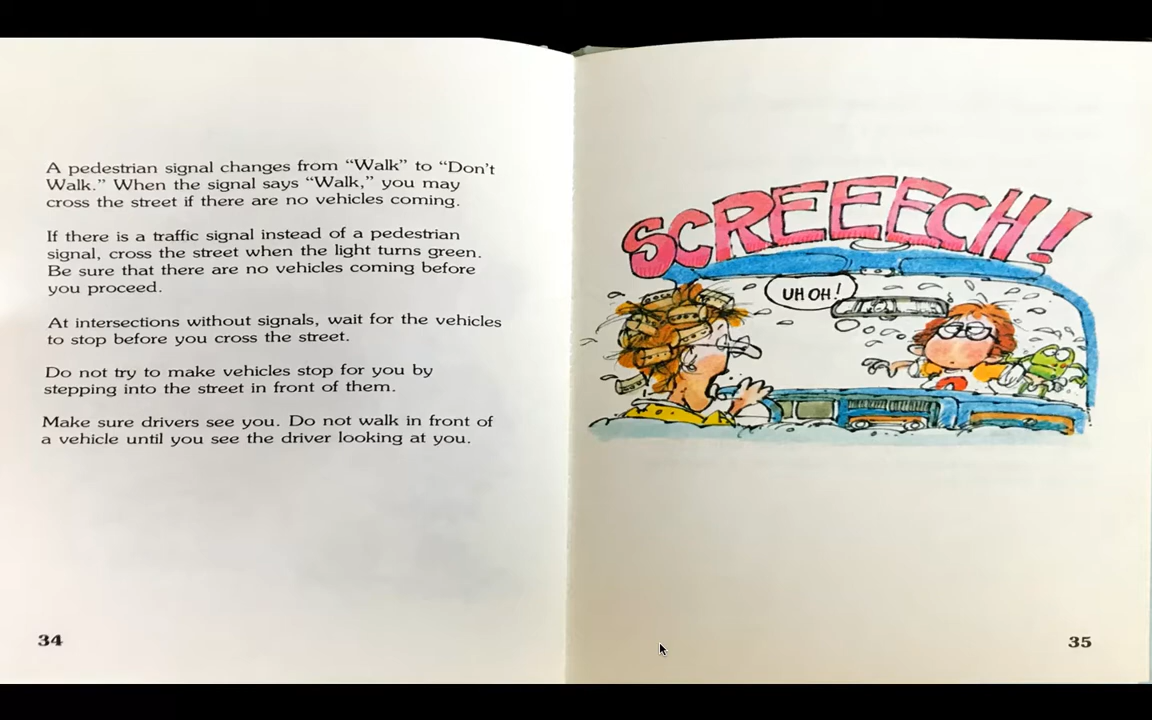 A pedestrian signal changes from “Walk” to “Don’t
Walk.” When the signal says “Walk,” you may
cross the street if there are no vehicles coming.
If there is a traffic signal instead of a pedestrian
signal, cross the street when the light turns green.
Be sure that there are no vehicles coming before
you proceed.
At intersections without signals, wait for the vehicles
to stop before you cross the street.
Do not try to make vehicles stop for you by
stepping into the street in front of them.
Make sure drivers see you. Do not walk in front of
a vehicle until you see the driver looking at you.
34
SCREEECH!
UH OH!
35